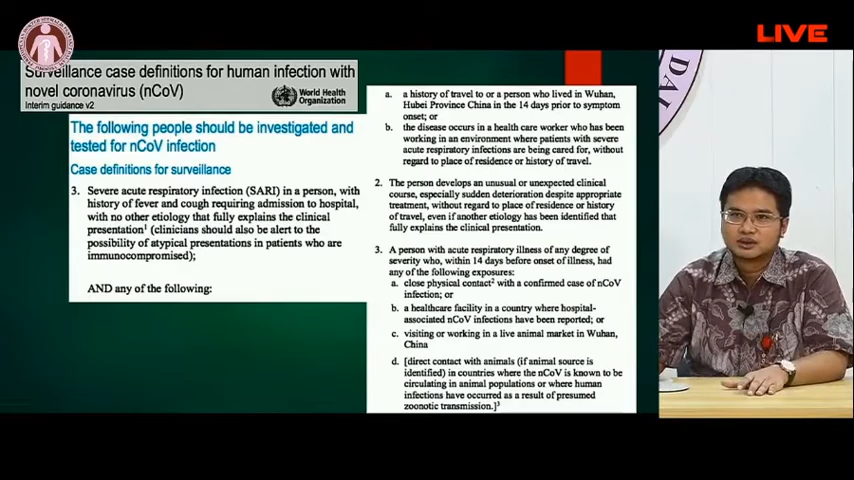 LIVE
Surveillance case definitions for human infection with
novel coronavirus (nCoV)
Interim guidance v2
World Health
Organization
The following people should be investigated and
tested for nCoV infection
Case definitions for surveillance
3. Severe acute respiratory infection (SARI) in a person, with
history of fever and cough requiring admission to hospital,
with no other etiology that fully explains the clinical
presentation¹ (clinicians should also be alert to the
possibility of atypical presentations in patients who are
immunocompromised);
AND any of the following:
a. a history of travel to or a person who lived in Wuhan,
Hubei Province China in the 14 days prior to symptom
onset; or
b. the disease occurs in a health care worker who has been
working in an environment where patients with severe
acute respiratory infections are being cared for, without
regard to place of residence or history of travel.
2. The person develops an unusual or unexpected clinical
course, especially sudden deterioration despite appropriate
treatment, without regard to place of residence or history
of travel, even if another etiology has been identified that
fully explains the clinical presentation.
3. A person with acute respiratory illness of any degree of
severity who, within 14 days before onset of illness, had
any of the following exposures:
a. close physical contact² with a confirmed case of nCoV
infection; or
b. a healthcare facility in a country where hospital-
associated nCoV infections have been reported; or
c. visiting or working in a live animal market in Wuhan,
China
d. [direct contact with animals (if animal source is
identified) in countries where the nCoV is known to be
circulating in animal populations or where human
infections have occurred as a result of presumed
zoonotic transmission.]³
DAL